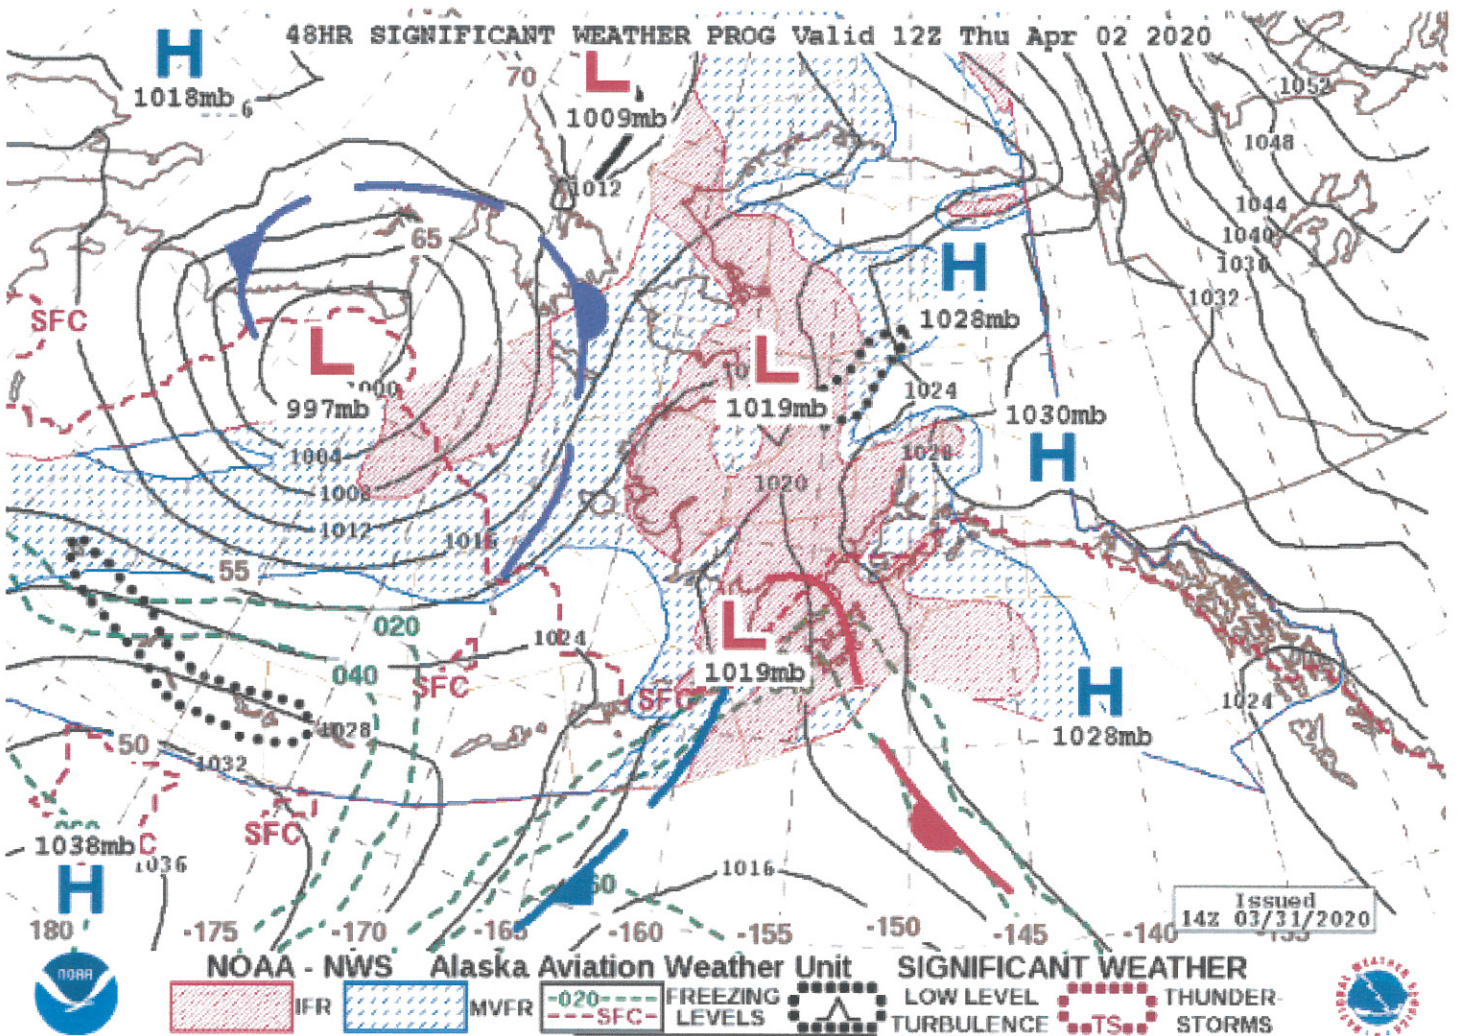 48HR SIGNIFICANT WEATHER PROG Valid 12Z Thu Apr 02 2020
H
1018mb
6
70
L
1009mb
1012
1052
1048
1044
1040
1032
65
SFC
L
997mb
1004
1008
1012
1016
H
1028mb
L
1019mb
1024
1030mb
H
1020
55
020
040
1024
SFC
SFC
L
1019mb
H
1028mb
1024
50
1028
1032
SFC
1038mb
H
1036
1016
Issued
14Z 03/31/2020
180 -175 -170 -165 -160 -155 -150 -145 -140
NOAA - NWS Alaska Aviation Weather Unit SIGNIFICANT WEATHER
NOAA
IFR
MVFR
020
SFC
FREEZING
LEVELS
LOW LEVEL
TURBULENCE
TS
THUNDER-
STORMS